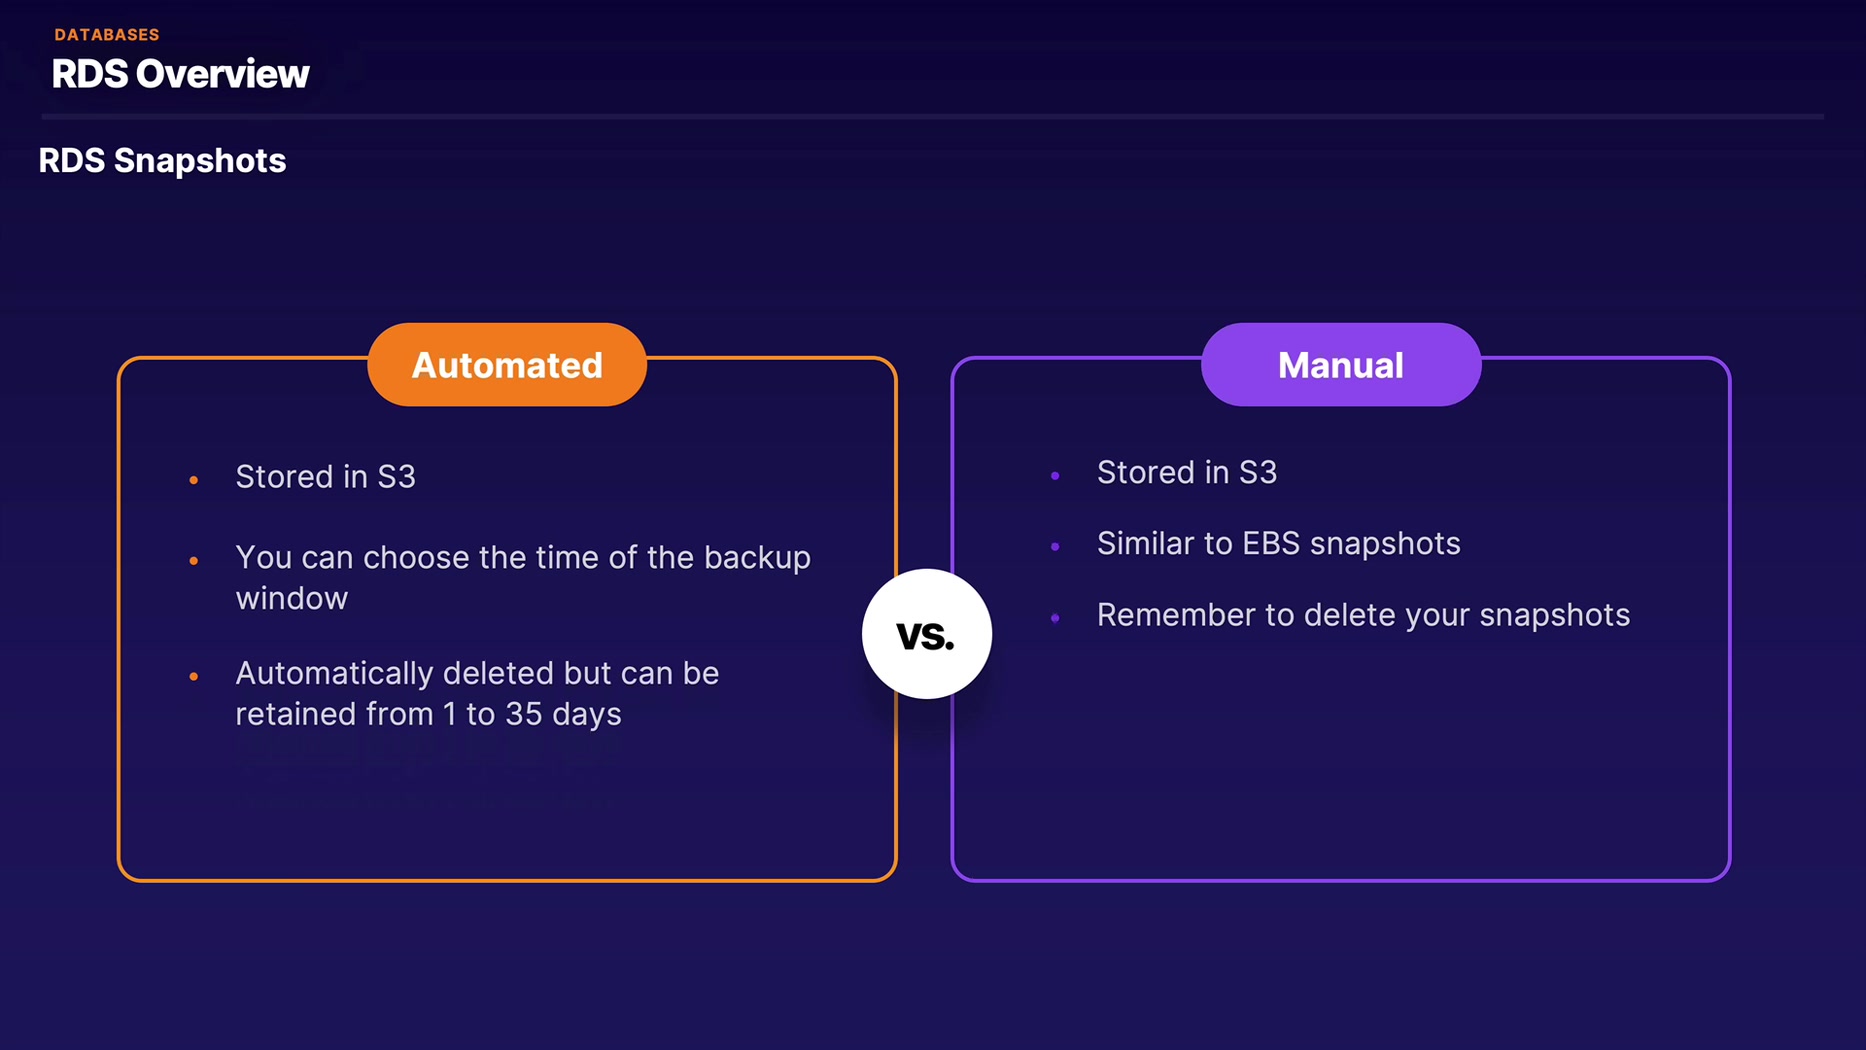 DATABASES
RDS Overview
RDS Snapshots
Automated
• Stored in S3
• You can choose the time of the backup
window
• Automatically deleted but can be
retained from 1 to 35 days
vs.
Manual
• Stored in S3
• Similar to EBS snapshots
• Remember to delete your snapshots